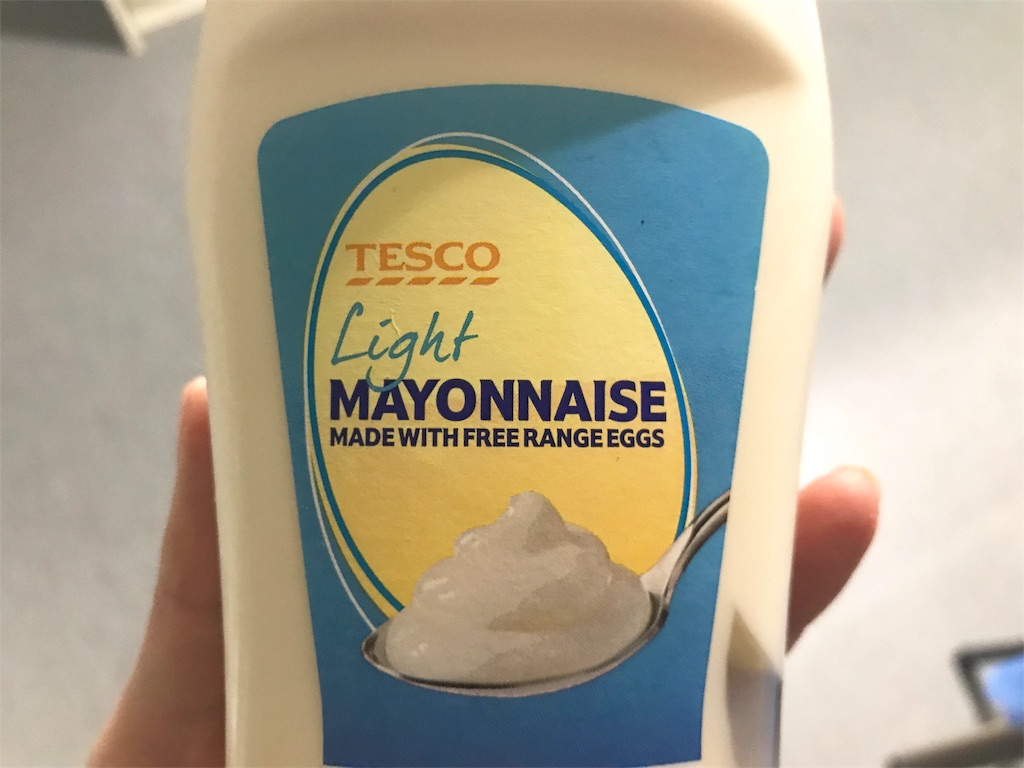 TESCO
Light
MAYONNAISE
MADE WITH FREE RANGE EGGS